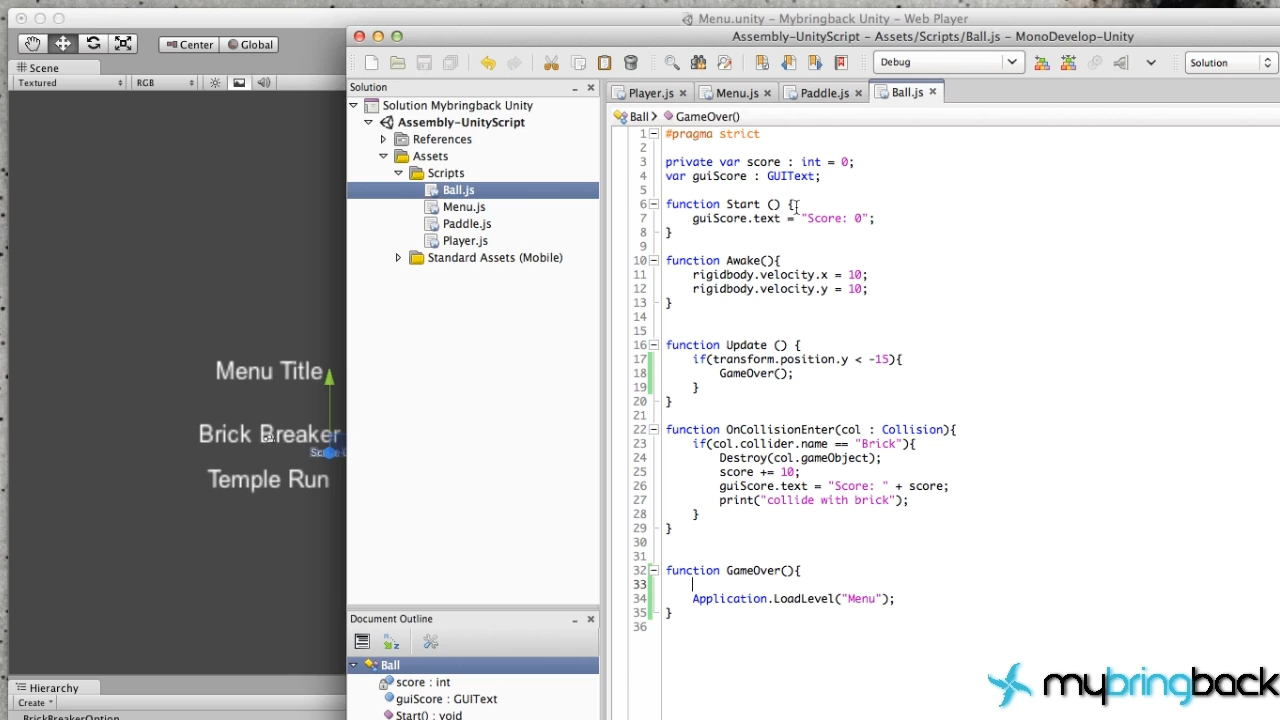 Menu.unity – Mybringback Unity – Web Player
Assembly-UnityScript – Assets/Scripts/Ball.js – MonoDevelop-Unity
Center
Global
Debug
Solution
Scene
Textured
RGB
Solution
Solution Mybringback Unity
Assembly-UnityScript
References
Assets
Scripts
Ball.js
Menu.js
Paddle.js
Player.js
Standard Assets (Mobile)
Menu Title
Brick Breaker
Temple Run
Player.js
Menu.js
Paddle.js
Ball.js
Ball
GameOver()
1 #pragma strict
2
3 private var score : int = 0;
4 var guiScore : GUIText;
5
6 function Start () {
7 guiScore.text = "Score: 0";
8 }
9
10 function Awake(){
11 rigidbody.velocity.x = 10;
12 rigidbody.velocity.y = 10;
13 }
14
15
16 function Update () {
17 if(transform.position.y < -15){
18 GameOver();
19 }
20 }
21
22 function OnCollisionEnter(col : Collision){
23 if(col.collider.name == "Brick"){
24 Destroy(col.gameObject);
25 score += 10;
26 guiScore.text = "Score: " + score;
27 print("collide with brick");
28 }
29 }
30
31
32 function GameOver(){
33
34 Application.LoadLevel("Menu");
35 }
36
Document Outline
Ball
score : int
guiScore : GUIText
Start() : void
Hierarchy
Create
BrickBreakerOption
mybringback